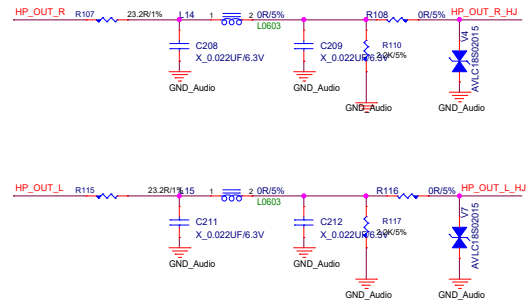 HP_OUT_R R107 23.2R/1% L14 1 2 0R/5% R108 0R/5% HP_OUT_R_HJ
L0603
C208 C209 R110 V4
X_0.022UF/6.3V X_0.022UF/6.3V 2.2K/5% AVLC18S02015
GND_Audio GND_Audio
GND_Audio GND_Audio
HP_OUT_L R115 23.2R/1% L15 1 2 0R/5% R116 0R/5% HP_OUT_L_HJ
L0603
C211 C212 R117 V7
X_0.022UF/6.3V X_0.022UF/6.3V 2.2K/5% AVLC18S02015
GND_Audio GND_Audio
GND_Audio GND_Audio